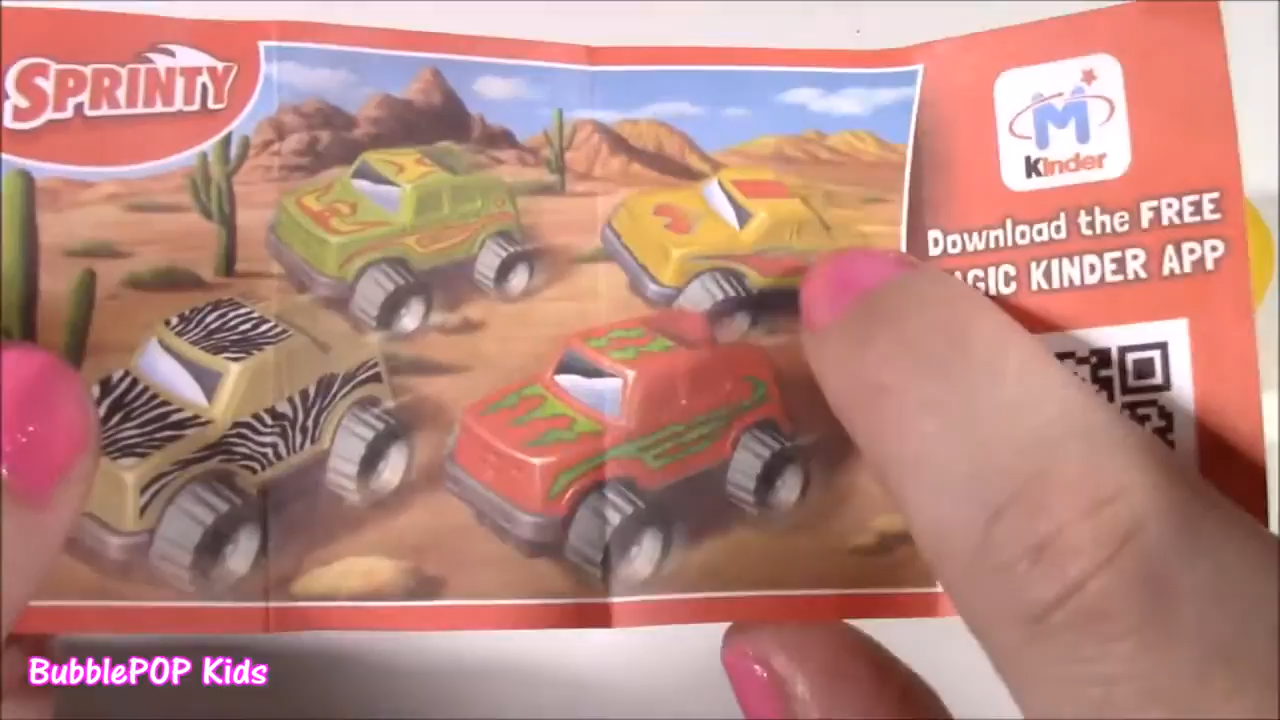 SPRINTY
M
Kinder
Download the FREE
KINDER APP
BubblePOP Kids